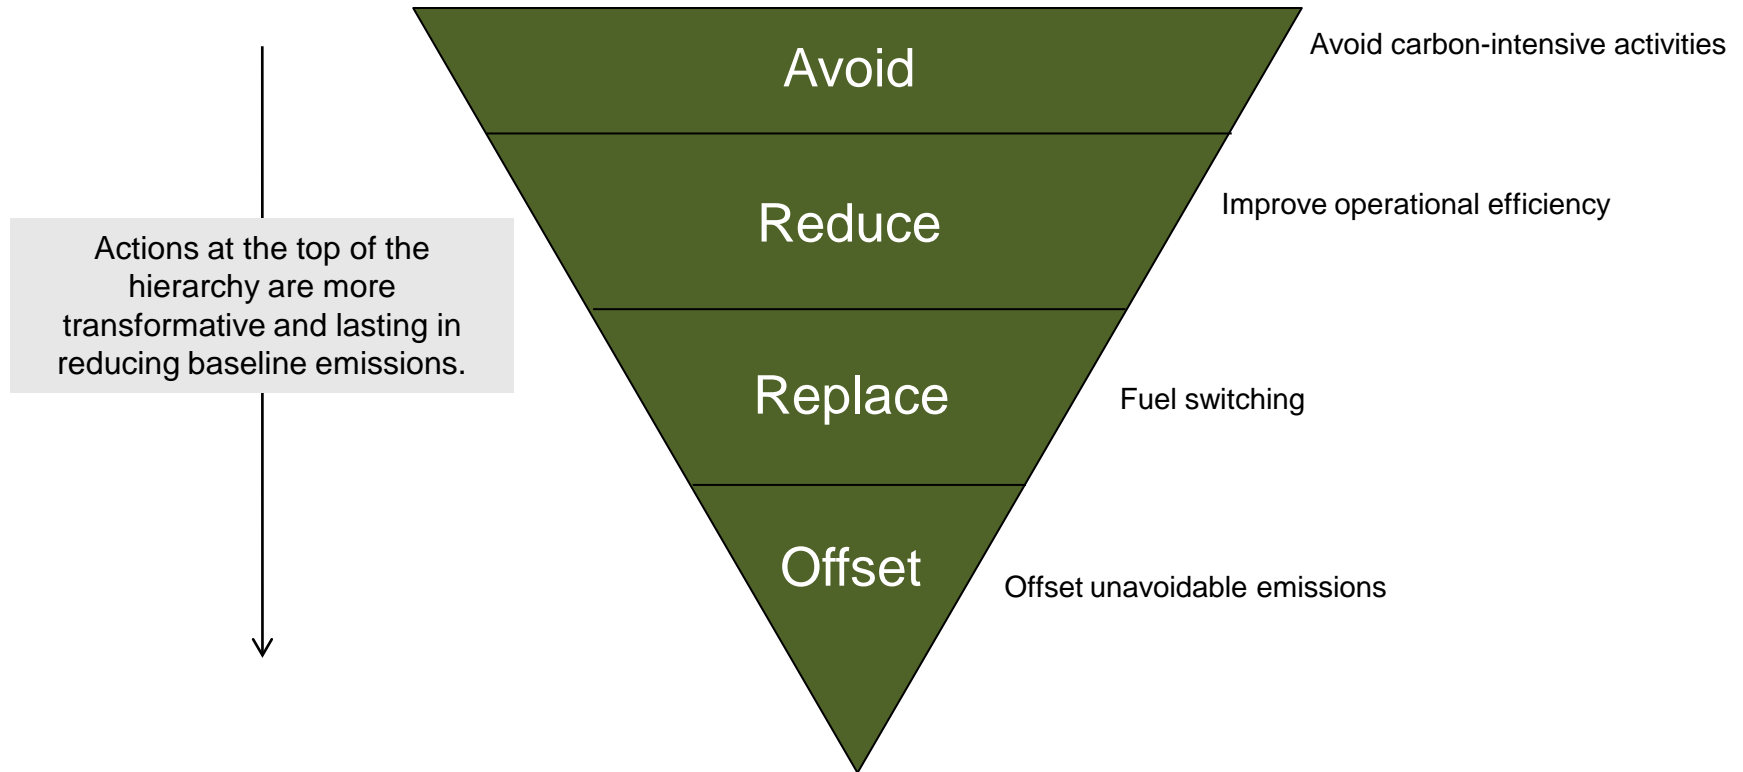 Avoid
Avoid carbon-intensive activities
Reduce
Improve operational efficiency
Actions at the top of the
hierarchy are more
transformative and lasting in
reducing baseline emissions.
Replace
Fuel switching
Offset
Offset unavoidable emissions